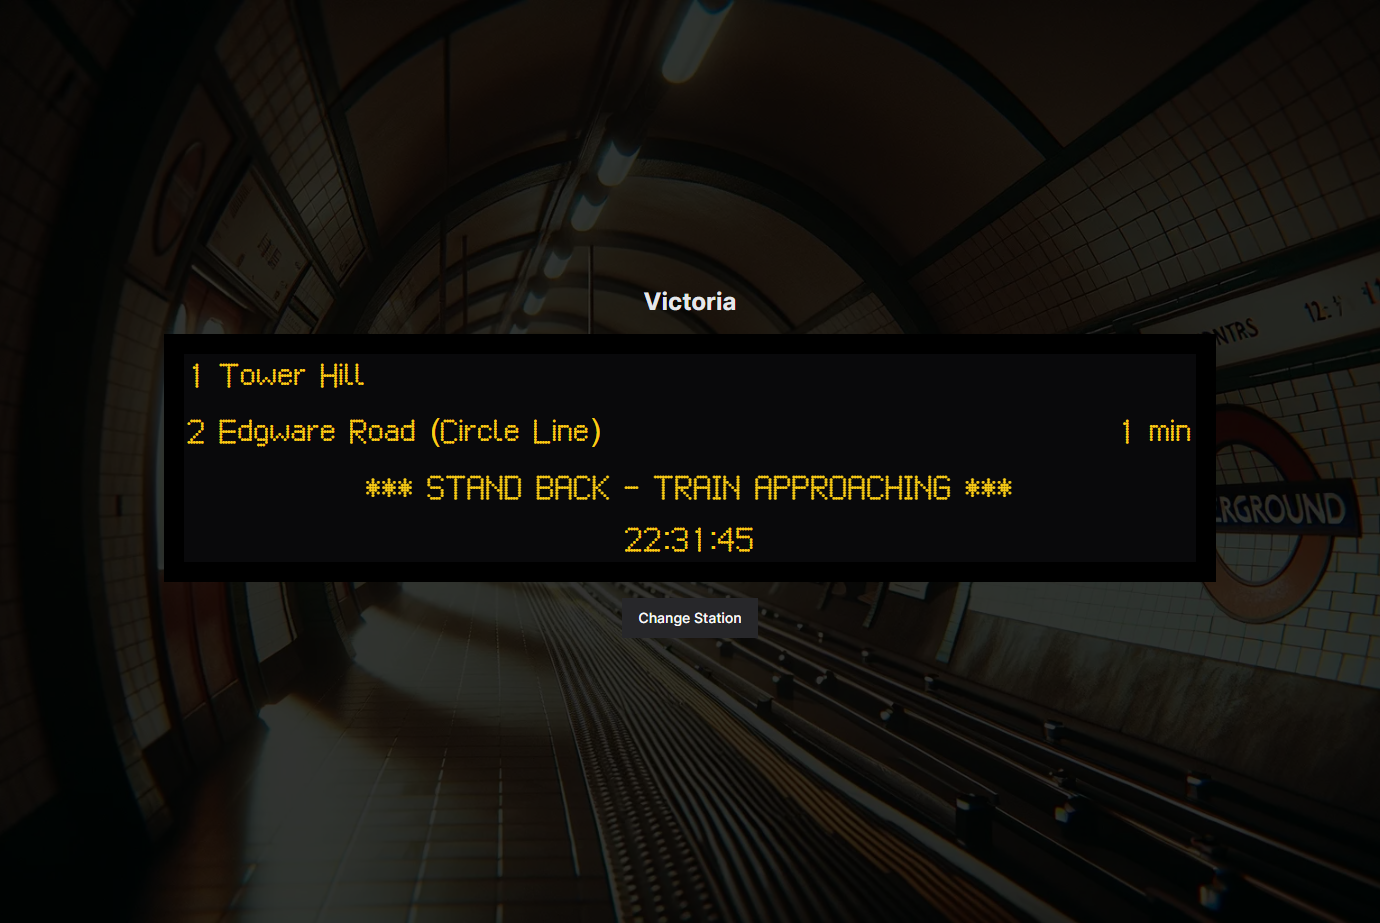 Victoria
1 Tower Hill
2 Edgware Road (Circle Line) 1 min
*** STAND BACK - TRAIN APPROACHING ***
22:31:45
Change Station
NTRS
RGROUND